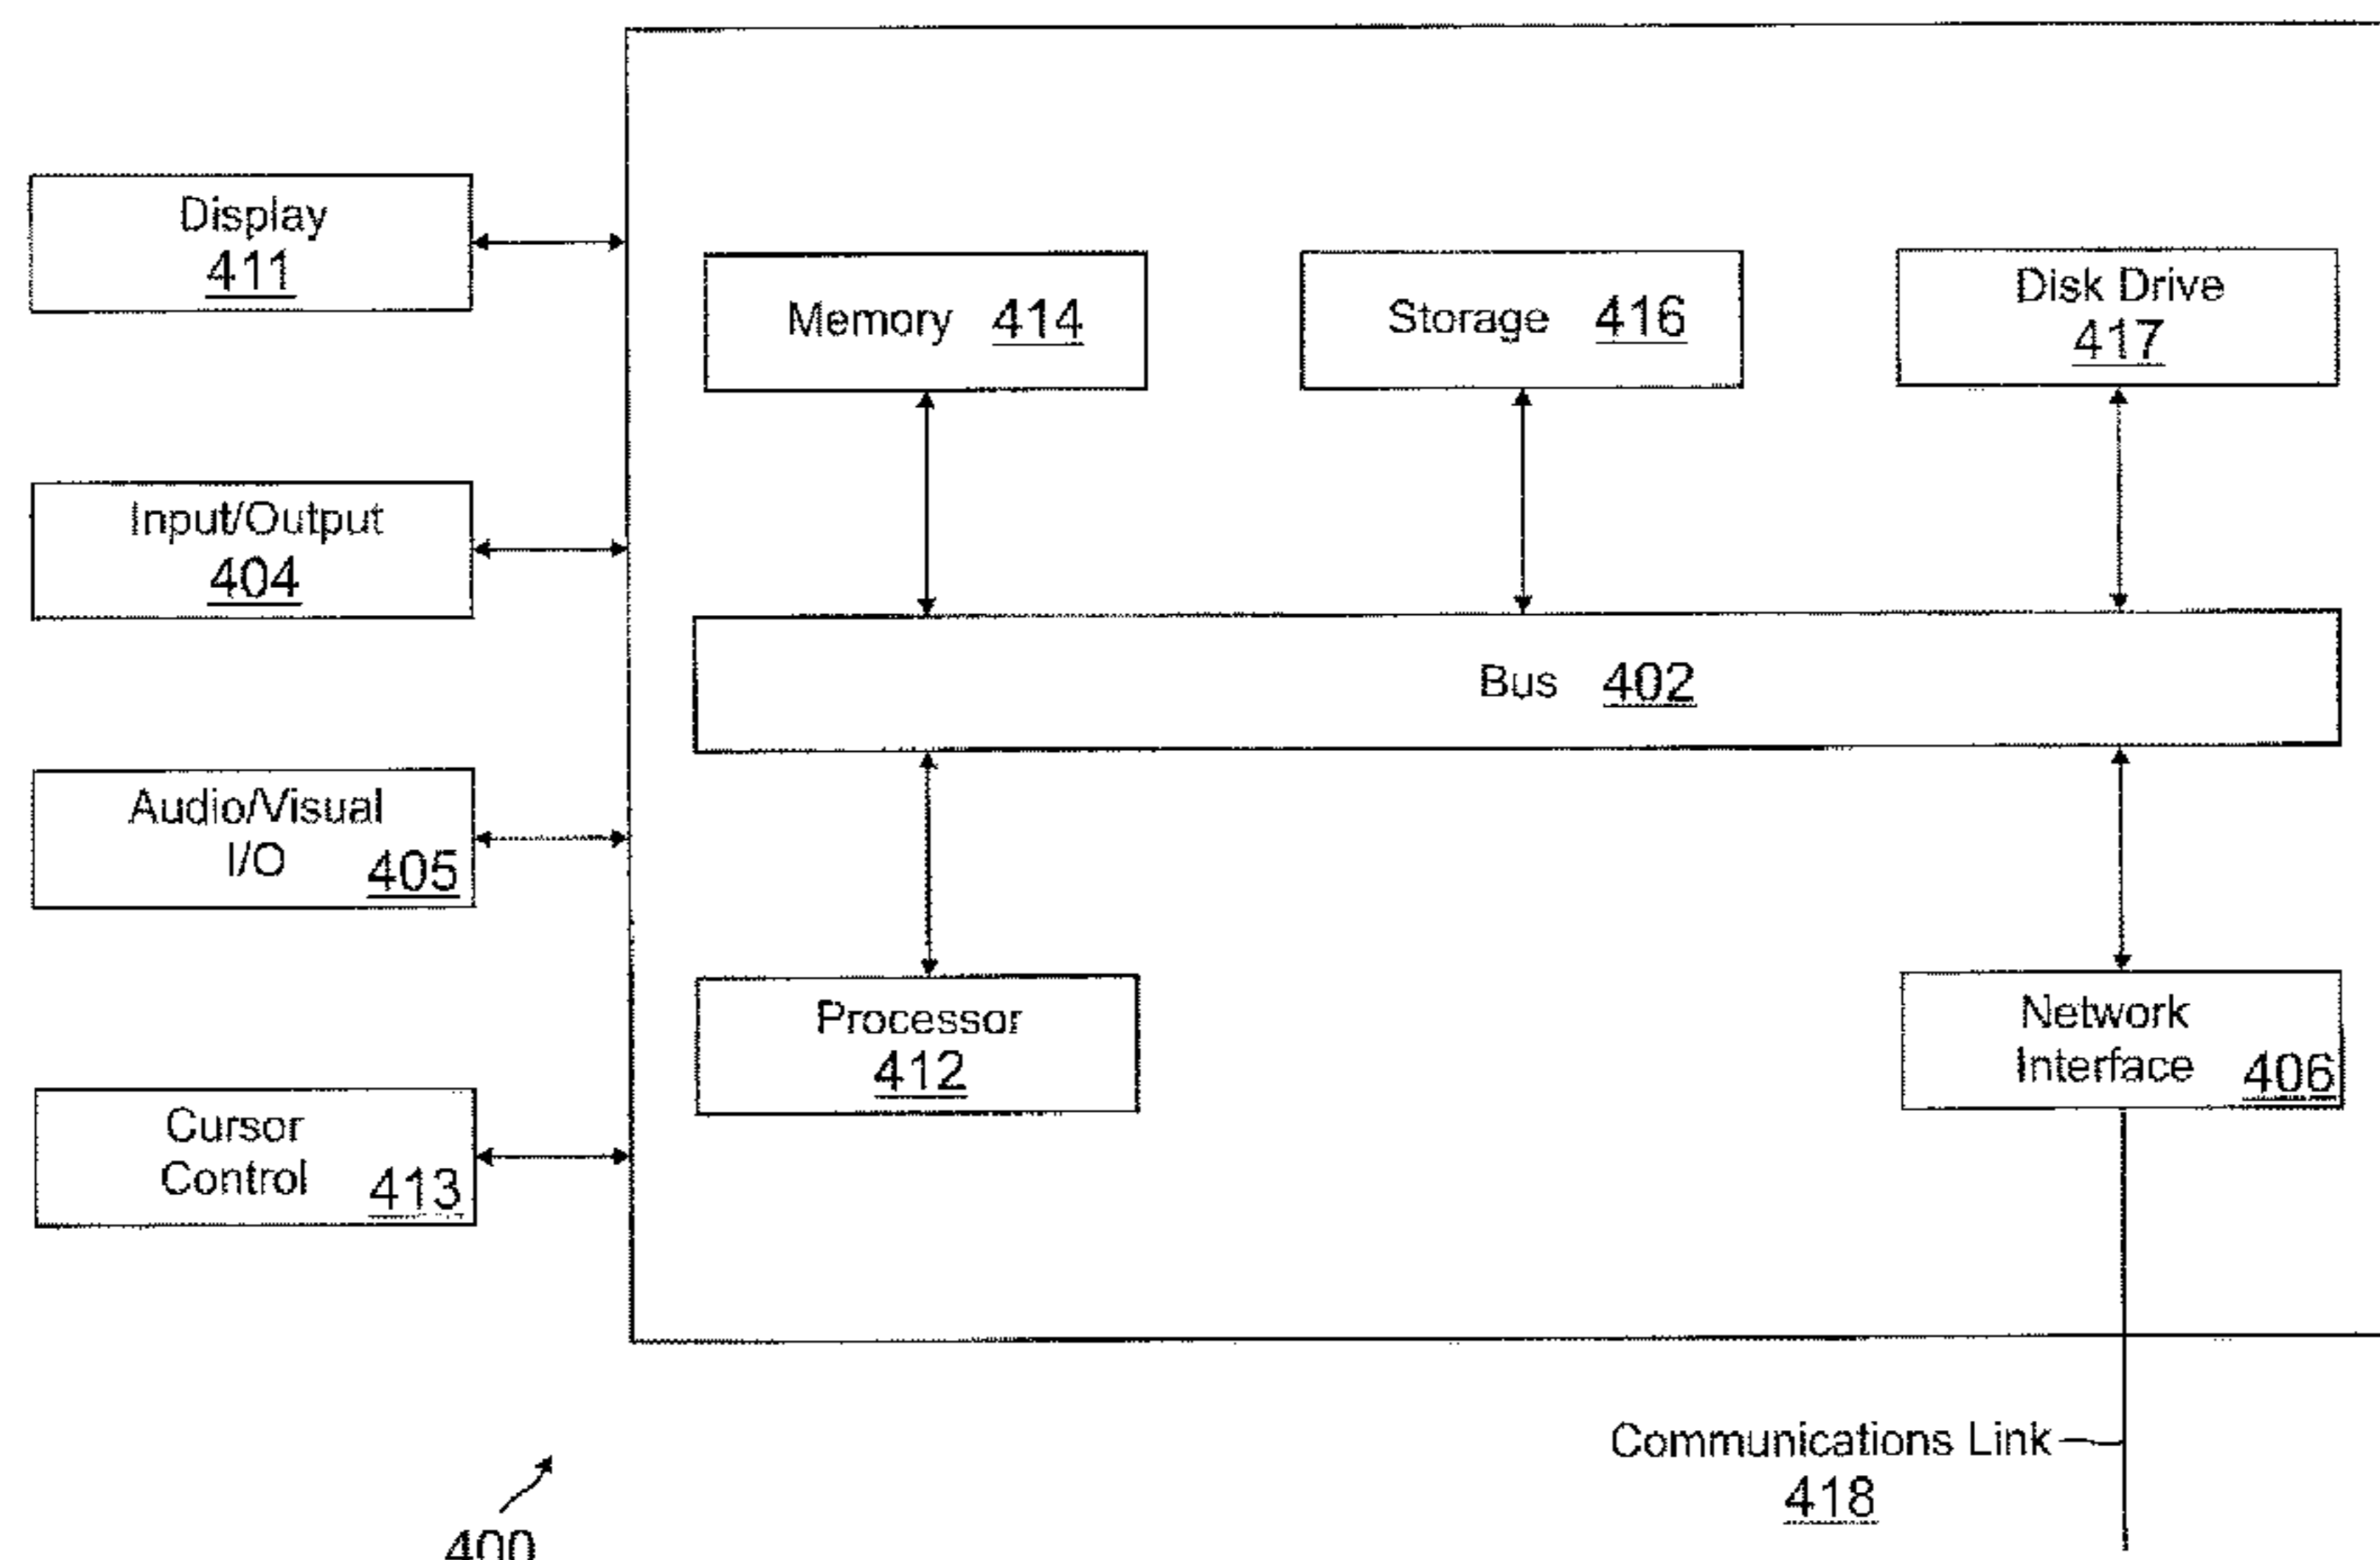 Display
411
Memory 414
Storage 416
Disk Drive
417
Input/Output
404
Bus 402
Audio/Visual
I/O 405
Processor
412
Network
Interface 406
Cursor
Control 413
Communications Link
418
400